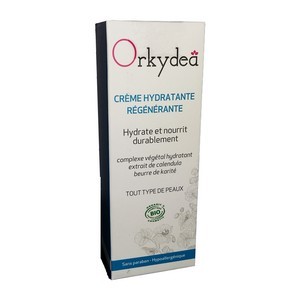 Orkydea
CRÈME HYDRATANTE
RÉGÉNÉRANTE
Hydrate et nourrit
durablement
complexe végétal hydratant
extrait de calendula
beurre de karité
TOUT TYPE DE PEAUX
BIO
Sans paraben - Hypoallergénique